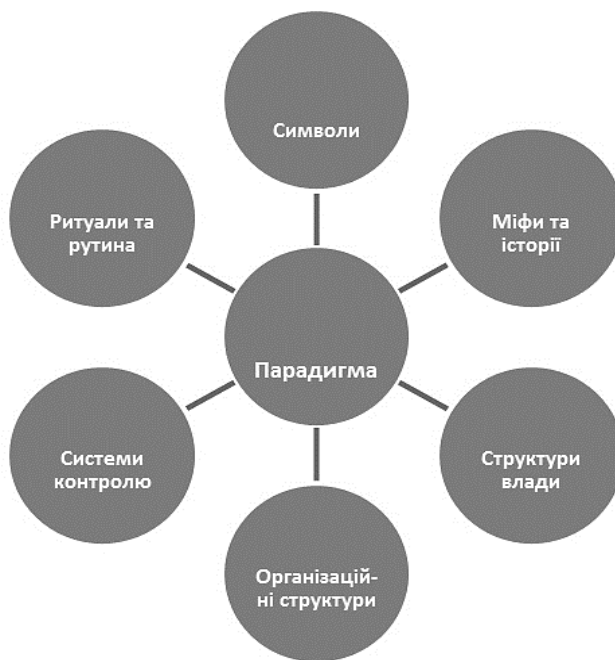 Символи
Ритуали та
рутина
Міфи та
історії
Парадигма
Системи
контролю
Структури
влади
Організацій-
ні структури